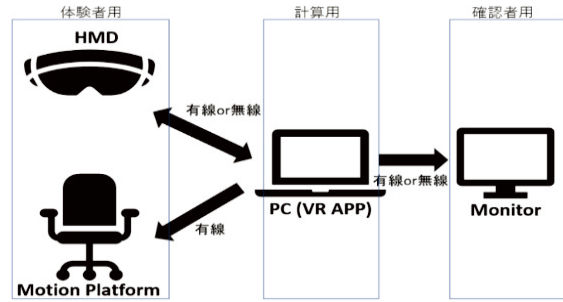 体験者用
計算用
確認者用
HMD
有線or無線
有線or無線
PC (VR APP)
Monitor
有線
Motion Platform